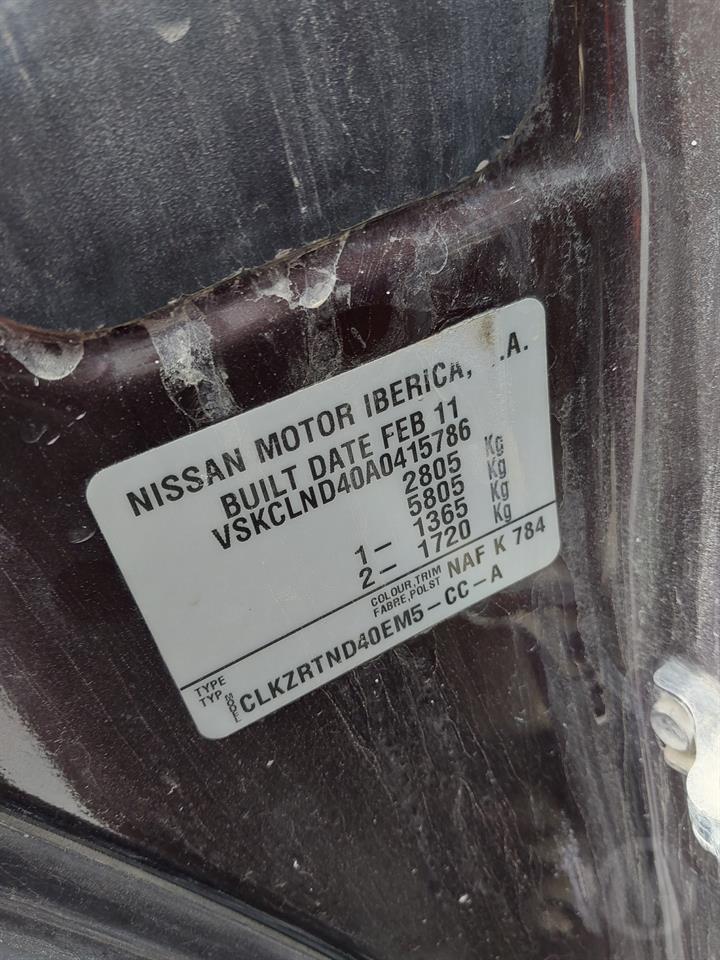 NISSAN MOTOR IBERICA, .A.
BUILT DATE FEB 11
VSKCLND40A0415786
2805 Kg
5805 Kg
1- 1365 Kg
2- 1720 Kg
COLOUR,TRIM
FABRE,POLST NAF K 784
TYPE
TYP MODELE CLKZRTND40EM5-CC-A